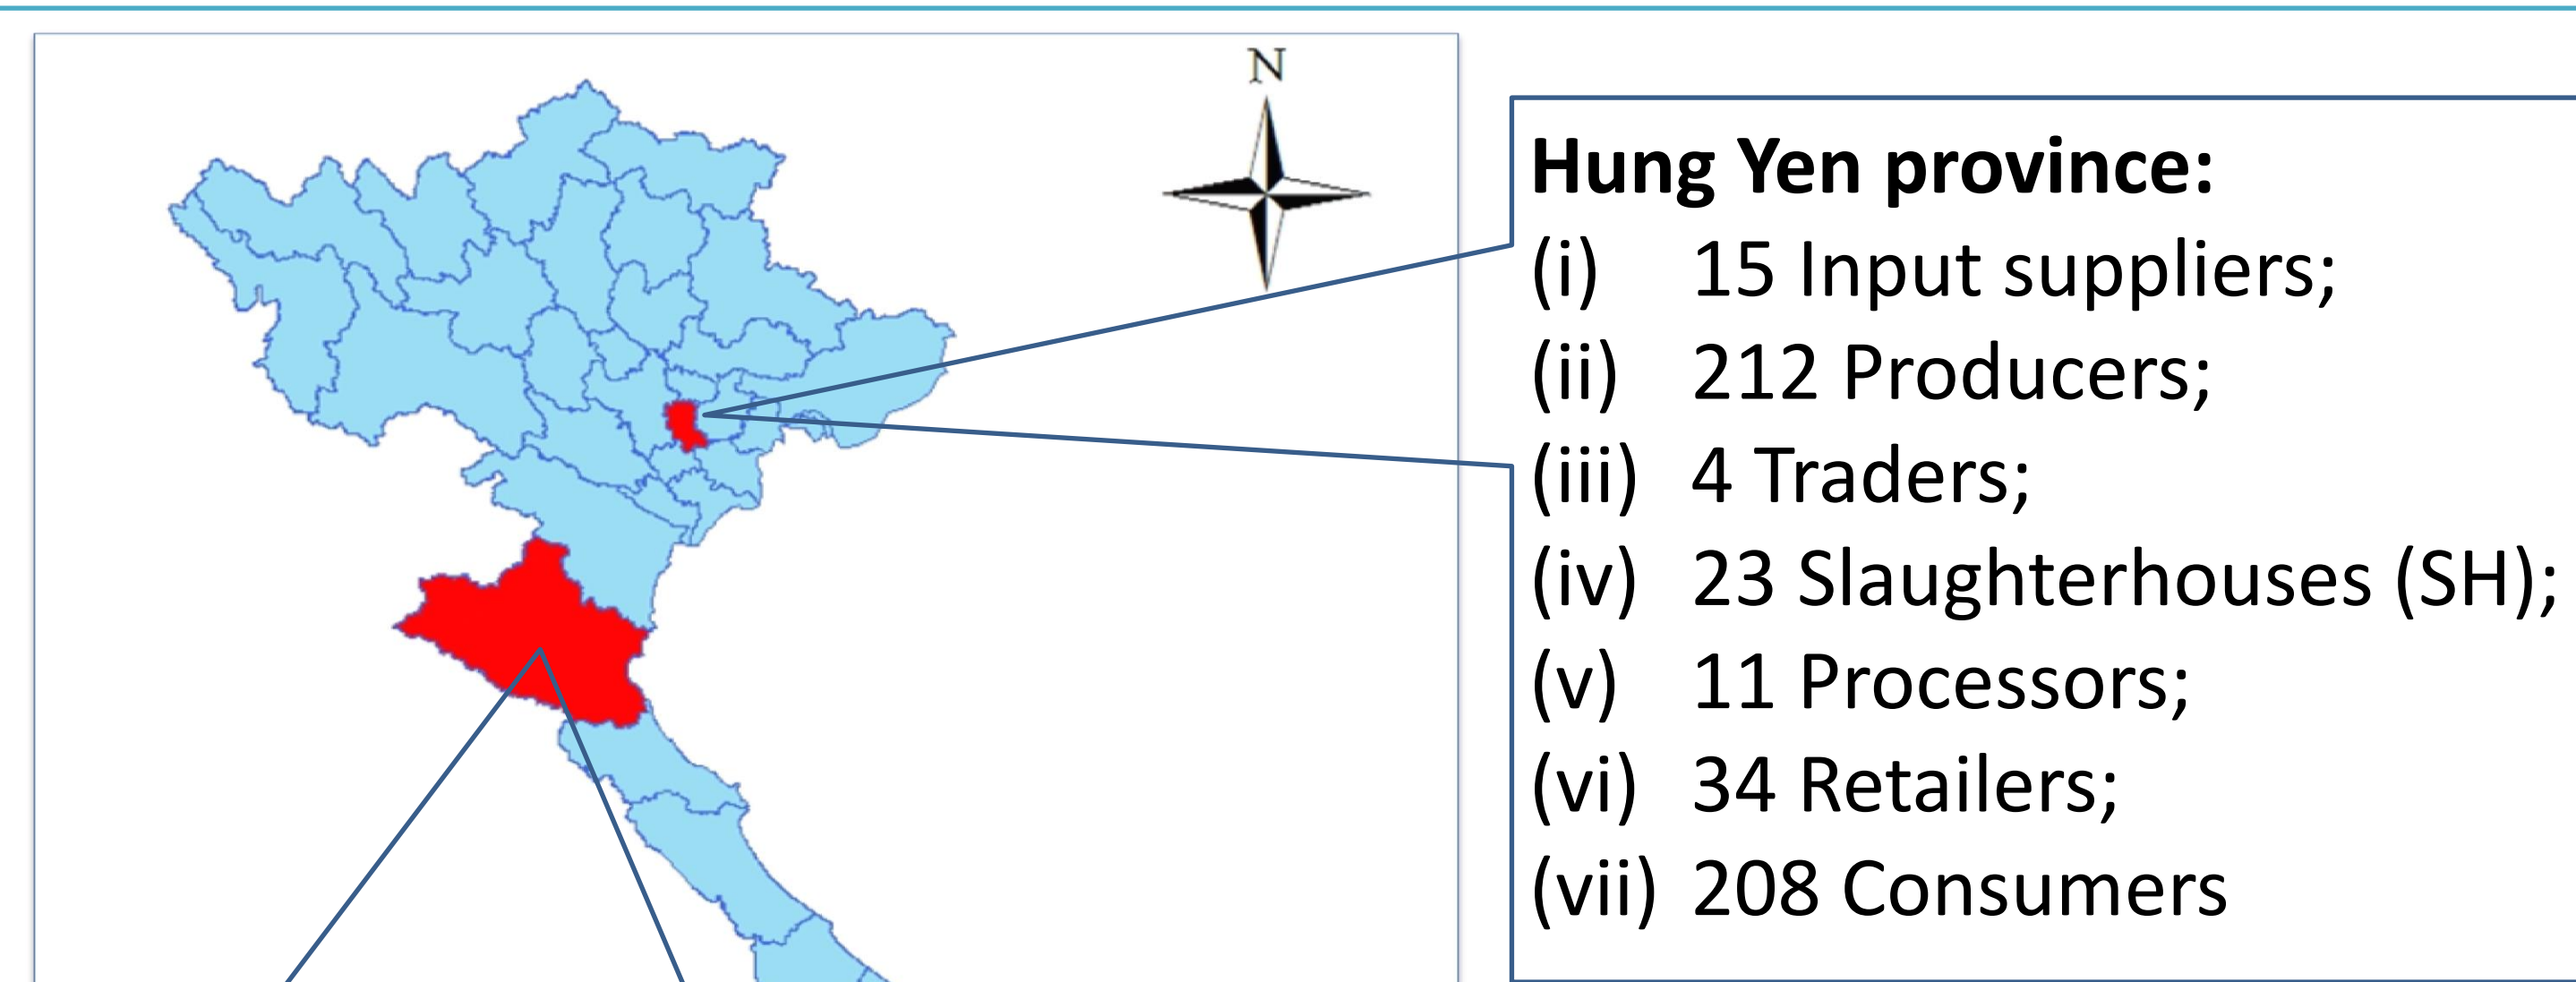 N
Hung Yen province:
(i) 15 Input suppliers;
(ii) 212 Producers;
(iii) 4 Traders;
(iv) 23 Slaughterhouses (SH);
(v) 11 Processors;
(vi) 34 Retailers;
(vii) 208 Consumers